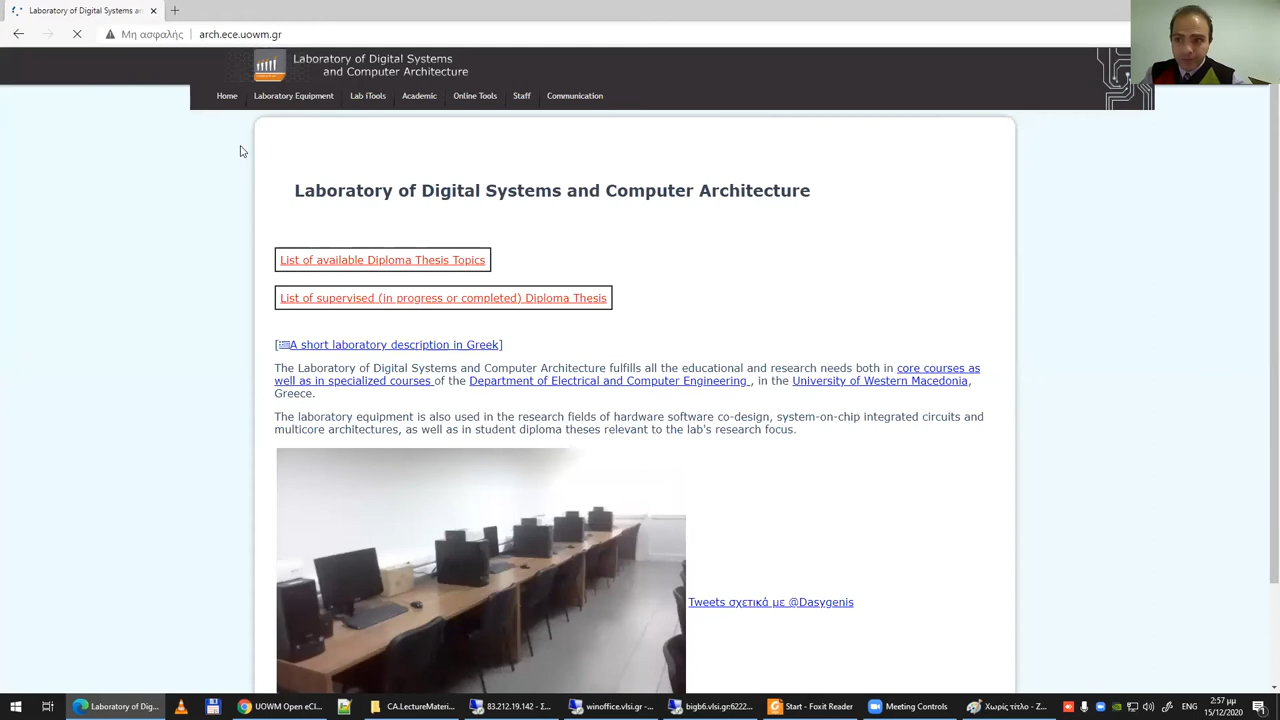 Laboratory of Digital Systems an
Μη ασφαλής
arch.ece.uowm.gr
Laboratory of Digital Systems
and Computer Architecture
Home
Laboratory Equipment
Lab iTools
Academic
Online Tools
Staff
Communication
Laboratory of Digital Systems and Computer Architecture
List of available Diploma Thesis Topics
List of supervised (in progress or completed) Diploma Thesis
[A short laboratory description in Greek]
The Laboratory of Digital Systems and Computer Architecture fulfills all the educational and research needs both in core courses as
well as in specialized courses of the Department of Electrical and Computer Engineering , in the University of Western Macedonia,
Greece.
The laboratory equipment is also used in the research fields of hardware software co-design, system-on-chip integrated circuits and
multicore architectures, as well as in student diploma theses relevant to the lab's research focus.
Tweets σχετικά με @Dasygenis
Laboratory of Dig...
UOWM Open eCl...
CA.LectureMateri...
83.212.19.142 - S...
winoffice.vlsi.gr -...
bigb6.vlsi.gr:6222...
Start - Foxit Reader
Meeting Controls
Χωρίς τίτλο - Ζ...
ENG
2:57 μμ
15/12/2020